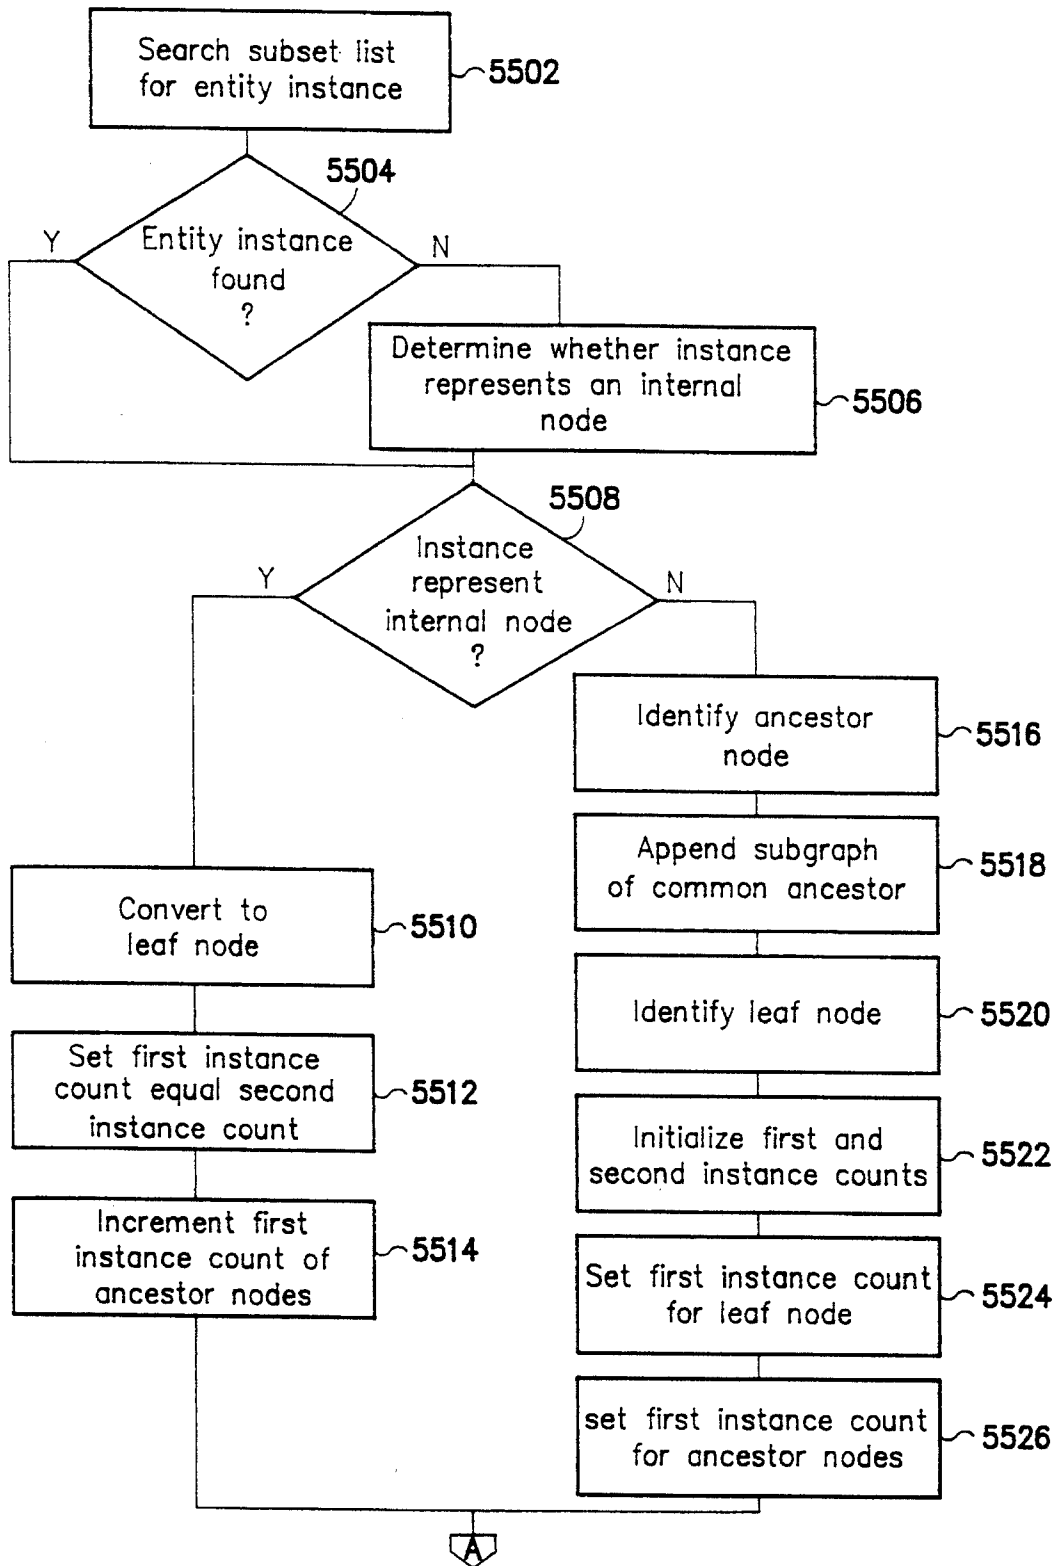 Search subset list
for entity instance
5502
5504
Entity instance
found
?
Y
N
Determine whether instance
represents an internal
node
5506
5508
Instance
represent
internal node
?
Y
N
Identify ancestor
node
5516
Append subgraph
of common ancestor
5518
Convert to
leaf node
5510
Identify leaf node
5520
Set first instance
count equal second
instance count
5512
Initialize first and
second instance counts
5522
Increment first
instance count of
ancestor nodes
5514
Set first instance count
for leaf node
5524
set first instance count
for ancestor nodes
5526
A